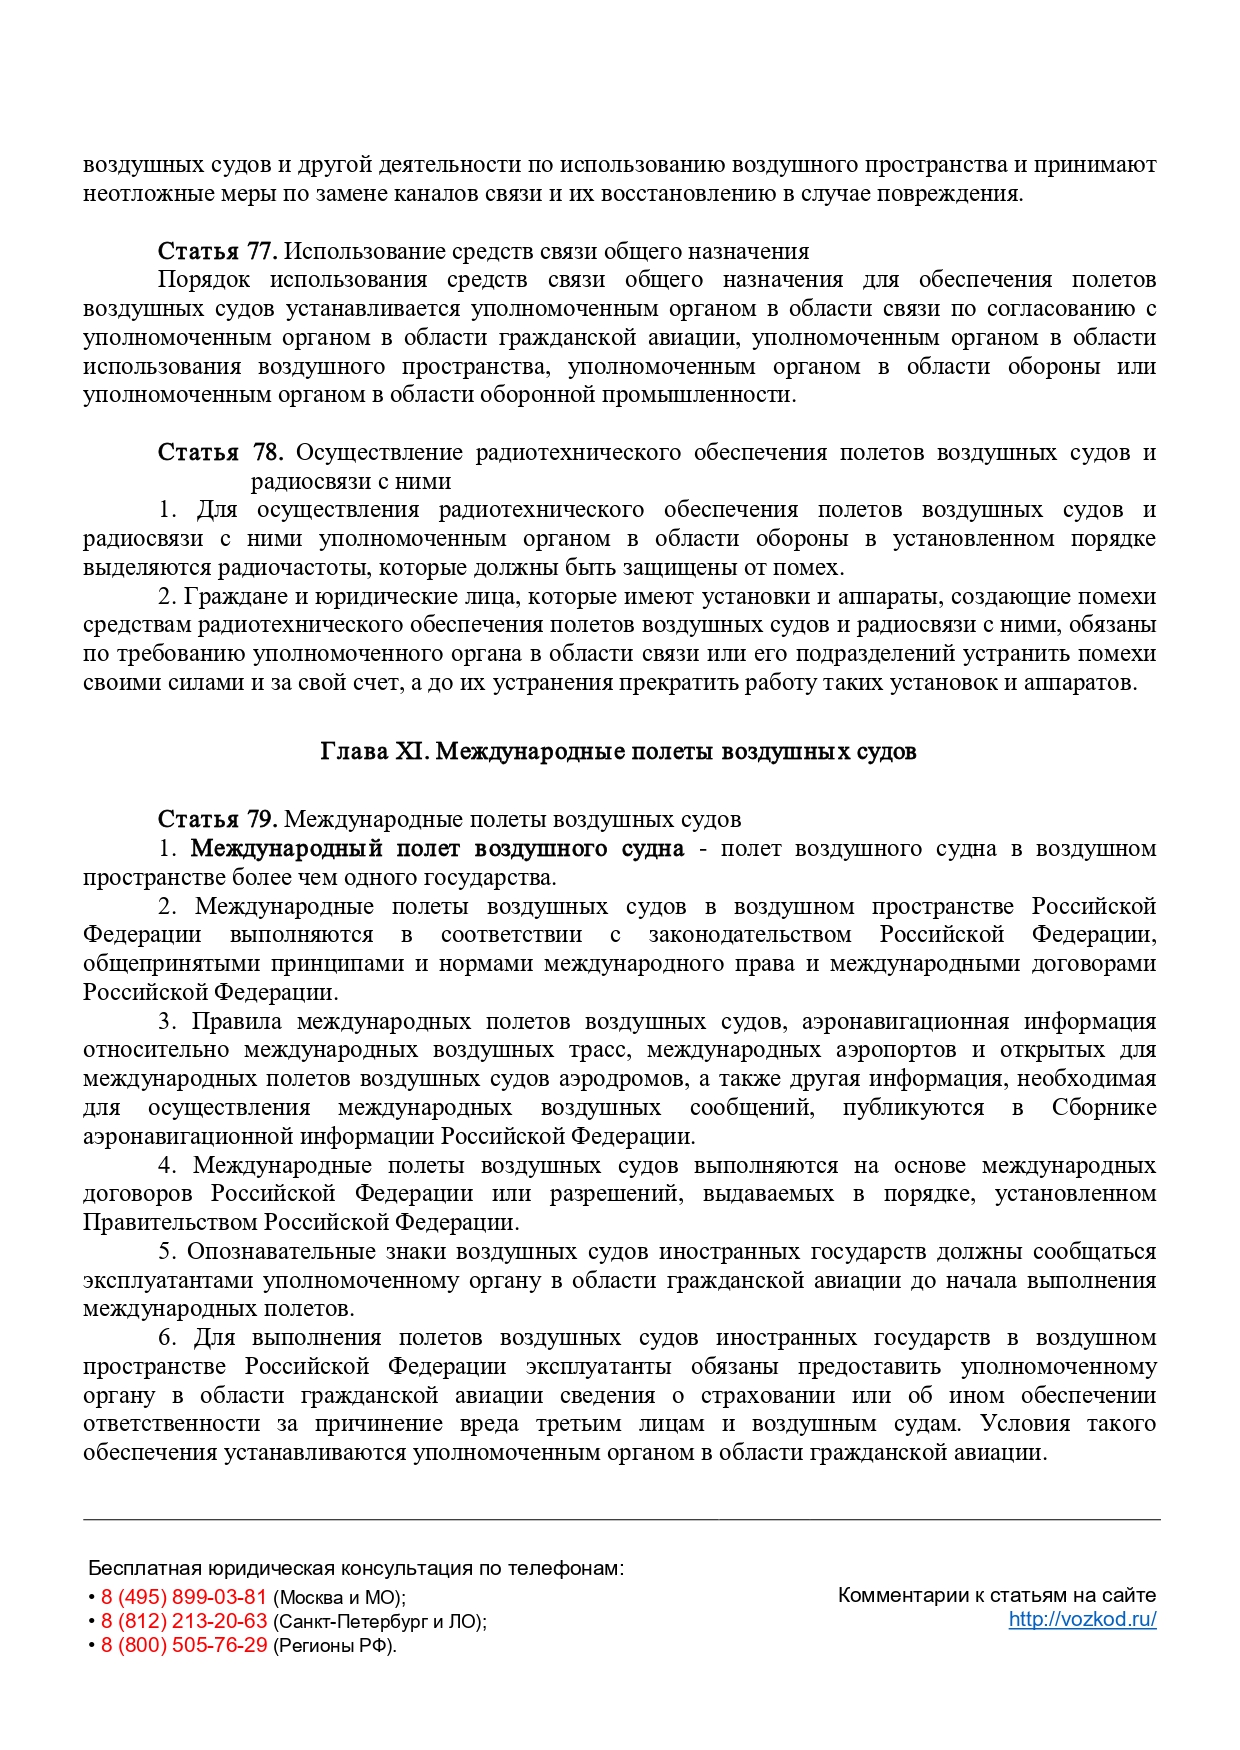 воздушных судов и другой деятельности по использованию воздушного пространства и принимают
неотложные меры по замене каналов связи и их восстановлению в случае повреждения.
Статья 77. Использование средств связи общего назначения
Порядок использования средств связи общего назначения для обеспечения полетов
воздушных судов устанавливается уполномоченным органом в области связи по согласованию с
уполномоченным органом в области гражданской авиации, уполномоченным органом в области
использования воздушного пространства, уполномоченным органом в области обороны или
уполномоченным органом в области оборонной промышленности.
Статья 78. Осуществление радиотехнического обеспечения полетов воздушных судов и
радиосвязи с ними
1. Для осуществления радиотехнического обеспечения полетов воздушных судов и
радиосвязи с ними уполномоченным органом в области обороны в установленном порядке
выделяются радиочастоты, которые должны быть защищены от помех.
2. Граждане и юридические лица, которые имеют установки и аппараты, создающие помехи
средствам радиотехнического обеспечения полетов воздушных судов и радиосвязи с ними, обязаны
по требованию уполномоченного органа в области связи или его подразделений устранить помехи
своими силами и за свой счет, а до их устранения прекратить работу таких установок и аппаратов.
Глава XI. Международные полеты воздушных судов
Статья 79. Международные полеты воздушных судов
1. Международный полет воздушного судна - полет воздушного судна в воздушном
пространстве более чем одного государства.
2. Международные полеты воздушных судов в воздушном пространстве Российской
Федерации выполняются в соответствии с законодательством Российской Федерации,
общепринятыми принципами и нормами международного права и международными договорами
Российской Федерации.
3. Правила международных полетов воздушных судов, аэронавигационная информация
относительно международных воздушных трасс, международных аэропортов и открытых для
международных полетов воздушных судов аэродромов, а также другая информация, необходимая
для осуществления международных воздушных сообщений, публикуются в Сборнике
аэронавигационной информации Российской Федерации.
4. Международные полеты воздушных судов выполняются на основе международных
договоров Российской Федерации или разрешений, выдаваемых в порядке, установленном
Правительством Российской Федерации.
5. Опознавательные знаки воздушных судов иностранных государств должны сообщаться
эксплуатантами уполномоченному органу в области гражданской авиации до начала выполнения
международных полетов.
6. Для выполнения полетов воздушных судов иностранных государств в воздушном
пространстве Российской Федерации эксплуатанты обязаны предоставить уполномоченному
органу в области гражданской авиации сведения о страховании или об ином обеспечении
ответственности за причинение вреда третьим лицам и воздушным судам. Условия такого
обеспечения устанавливаются уполномоченным органом в области гражданской авиации.
Бесплатная юридическая консультация по телефонам:
• 8 (495) 899-03-81 (Москва и МО);
• 8 (812) 213-20-63 (Санкт-Петербург и ЛО);
• 8 (800) 505-76-29 (Регионы РФ).
Комментарии к статьям на сайте
http://vozkod.ru/